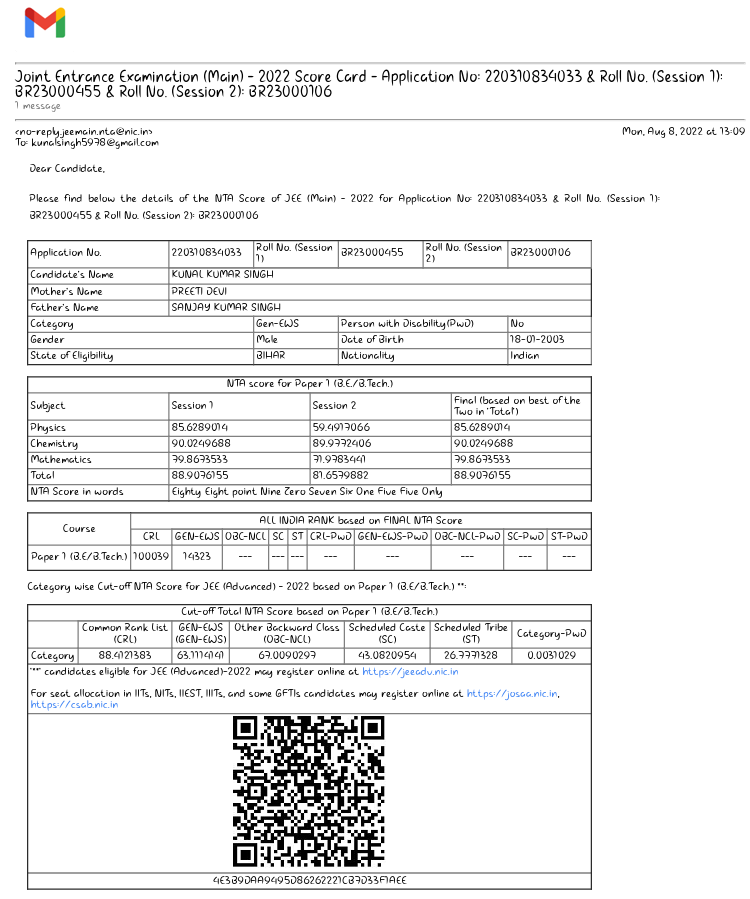 Joint Entrance Examination (Main) - 2022 Score Card - Application No: 220310834033 & Roll No. (Session 1):
BR23000455 & Roll No. (Session 2): BR23000106
1 message
<no-reply.jeemain.nta@nic.in>
Mon, Aug 8, 2022 at 13:09
To: kunalsingh5978@gmail.com
Dear Candidate,
Please find below the details of the NTA Score of JEE (Main) - 2022 for Application No: 220310834033 & Roll No. (Session 1):
BR23000455 & Roll No. (Session 2): BR23000106
Application No. 220310834033 Roll No. (Session 1) BR23000455 Roll No. (Session 2) BR23000106
Candidate's Name KUNAL KUMAR SINGH
Mother's Name PREETI DEVI
Father's Name SANJAY KUMAR SINGH
Category Gen-EWS Person with Disability(PwD) No
Gender Male Date of Birth 18-01-2003
State of Eligibility BIHAR Nationality Indian
NTA score for Paper 1 (B.E./B.Tech.)
Subject Session 1 Session 2 Final (based on best of the Two in 'Total')
Physics 85.6289014 59.4917066 85.6289014
Chemistry 90.0249688 89.9772406 90.0249688
Mathematics 79.8673533 71.9783441 79.8673533
Total 88.9076155 81.6579882 88.9076155
NTA Score in words Eighty Eight point Nine Zero Seven Six One Five Five Only
Course ALL INDIA RANK based on FINAL NTA Score
CRL GEN-EWS OBC-NCL SC ST CRL-PwD GEN-EWS-PwD OBC-NCL-PwD SC-PwD ST-PwD
Paper 1 (B.E/B.Tech.) 100039 14323 --- --- --- --- --- --- --- ---
Category wise Cut-off NTA Score for JEE (Advanced) - 2022 based on Paper 1 (B.E/B.Tech.) **:
Cut-off Total NTA Score based on Paper 1 (B.E/B.Tech.)
Common Rank List (CRL) GEN-EWS (GEN-EWS) Other Backward Class (OBC-NCL) Scheduled Caste (SC) Scheduled Tribe (ST) Category-PwD
Category 88.4121383 63.1114141 67.0090297 43.0820954 26.7771328 0.0031029
'**' candidates eligible for JEE (Advanced)-2022 may register online at https://jeeadv.nic.in
For seat allocation in IITs, NITs, IIEST, IIITs, and some GFTIs candidates may register online at https://josaa.nic.in,
https://csab.nic.in
4E3B9DAA9495D86262221CB7D33F1AEE